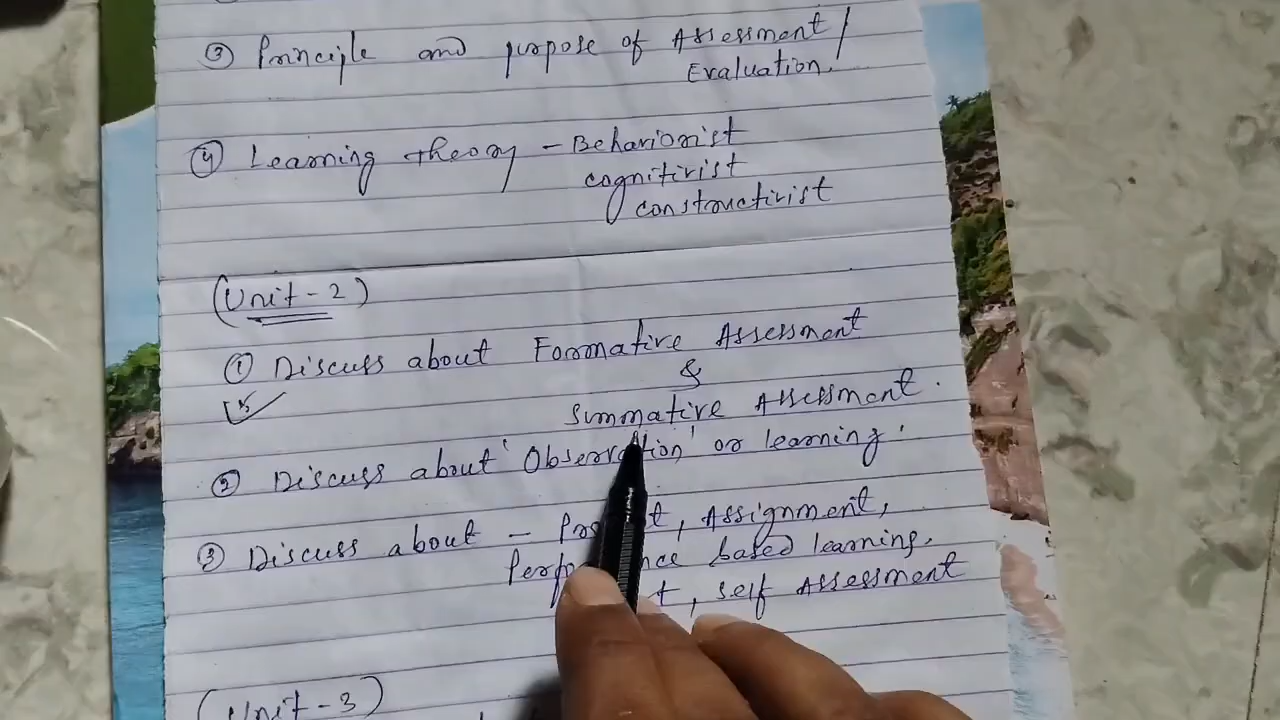 ③ Principle and purpose of Assessment /
Evaluation.
④ Learning theory - Behaviorist
cognitivist
constructivist
(Unit-2)
① Discuss about Formative Assessment
&
Summative Assessment.
② Discuss about 'Observation' or learning.
③ Discuss about - , Assignment,
based learning.
, self Assessment
(Unit-3)